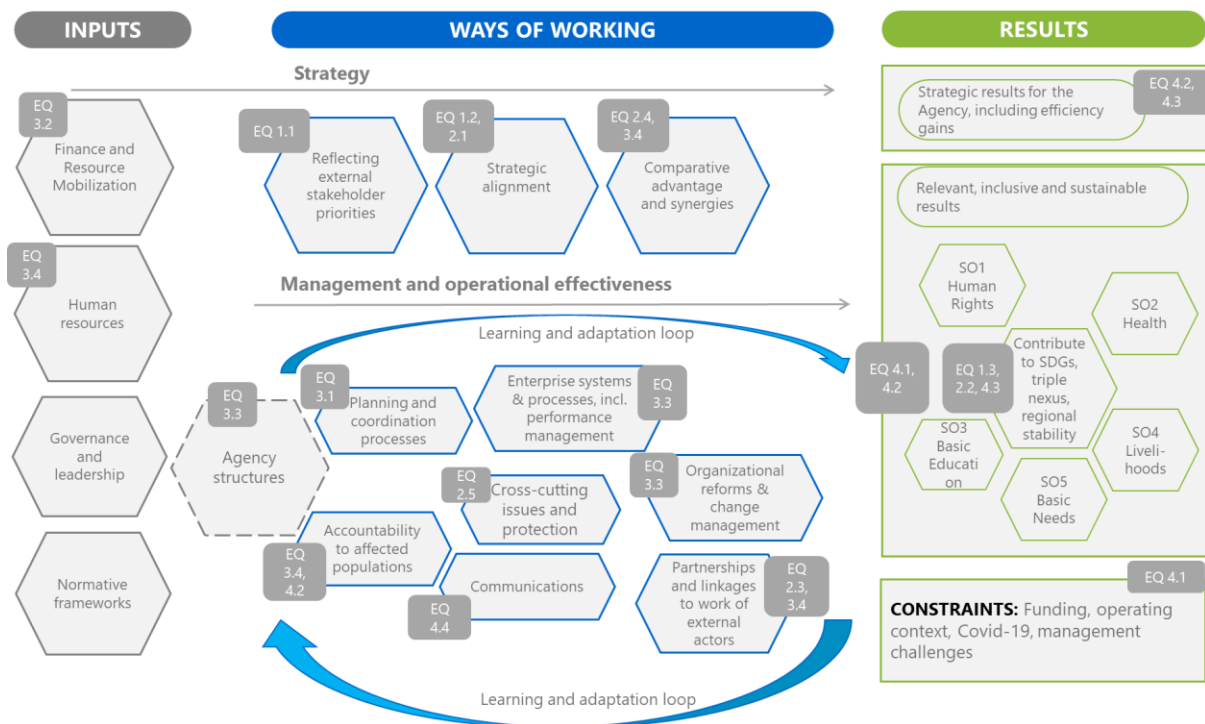 INPUTS
WAYS OF WORKING
RESULTS
Strategy
EQ
3.2
Finance and
Resource
Mobilization
EQ
3.4
Human
resources
Governance and
leadership
Normative
frameworks
EQ 1.1
Reflecting
external
stakeholder
priorities
EQ 1.2,
2.1
Strategic
alignment
EQ 2.4,
3.4
Comparative
advantage
and synergies
Management and operational effectiveness
Learning and adaptation loop
EQ
3.3
Agency
structures
EQ
3.1
Planning and
coordination
processes
Enterprise systems
& processes, incl.
performance
management
EQ
3.3
EQ
2.5
Cross-cutting
issues and
protection
EQ
3.3
Organizational
reforms &
change
management
Accountability
to affected
populations
EQ
3.4,
4.2
Communications
EQ
4.4
Partnerships
and linkages
to work of
external
actors
EQ
2.3,
3.4
Learning and adaptation loop
Strategic results for the
Agency, including efficiency
gains
EQ 4.2,
4.3
Relevant, inclusive and sustainable
results
SO1
Human
Rights
SO2
Health
EQ 4.1,
4.2
EQ 1.3,
2.2, 4.3
Contribute
to SDGs,
triple
nexus,
regional
stability
SO3
Basic
Educati
on
SO4
Liveli-
hoods
SO5
Basic
Needs
EQ 4.1
CONSTRAINTS: Funding, operating
context, Covid-19, management
challenges